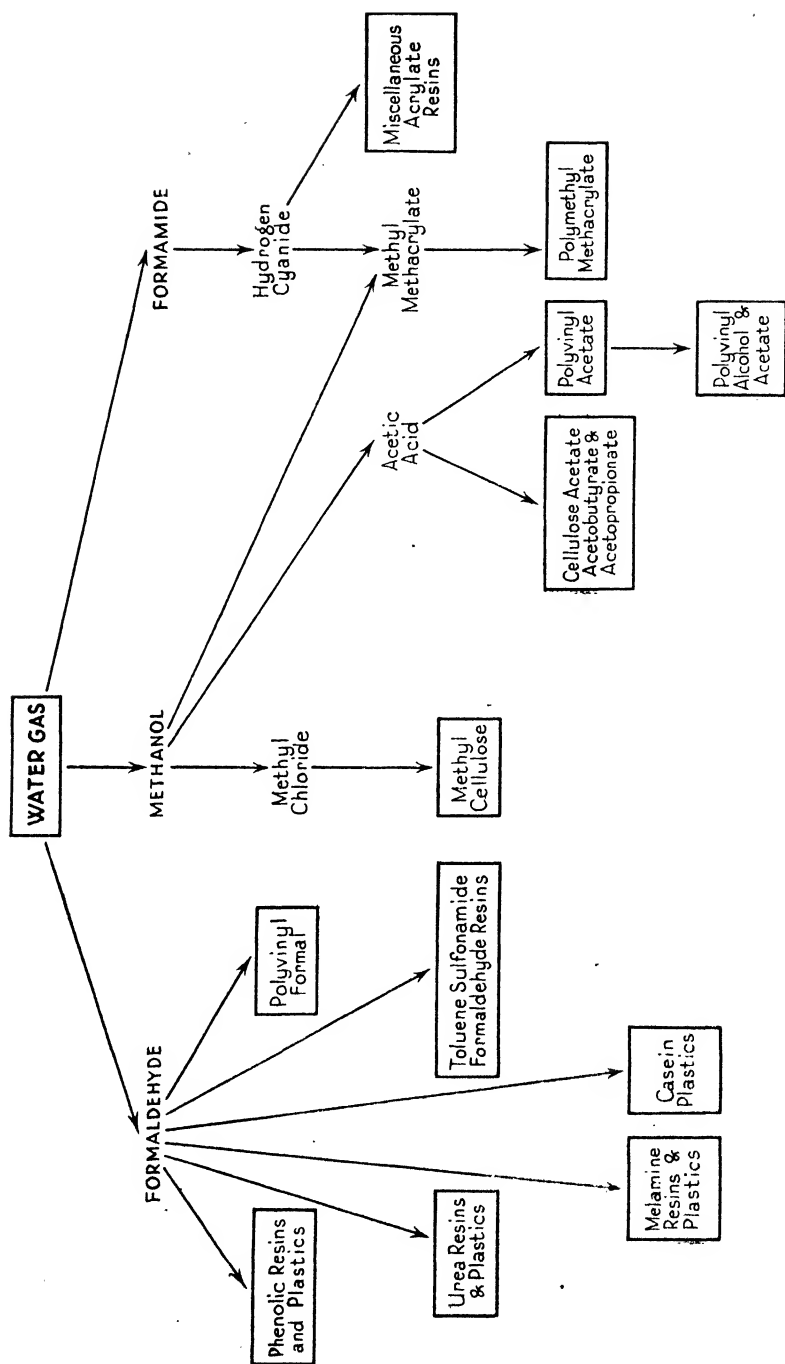 WATER GAS
FORMALDEHYDE
METHANOL
FORMAMIDE
Phenolic Resins
and Plastics
Polyvinyl
Formal
Methyl
Chloride
Hydrogen
Cyanide
Urea Resins
& Plastics
Toluene Sulfonamide
Formaldehyde Resins
Methyl
Cellulose
Acetic
Acid
Methyl
Methacrylate
Miscellaneous
Acrylate
Resins
Melamine
Resins &
Plastics
Casein
Plastics
Cellulose Acetate
Acetobutyrate &
Acetopropionate
Polyvinyl
Acetate
Polymethyl
Methacrylate
Polyvinyl
Alcohol &
Acetate